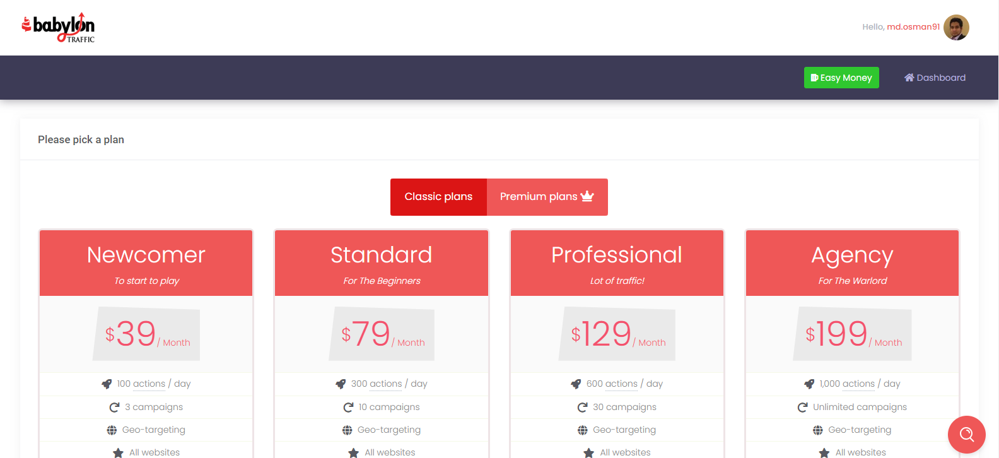 babylon
TRAFFIC
Hello, md.osman91
Easy Money
Dashboard
Please pick a plan
Classic plans
Premium plans
Newcomer
To start to play
$39/ Month
100 actions / day
3 campaigns
Geo-targeting
All websites
Standard
For The Beginners
$79/ Month
300 actions / day
10 campaigns
Geo-targeting
All websites
Professional
Lot of traffic!
$129/ Month
600 actions / day
30 campaigns
Geo-targeting
All websites
Agency
For The Warlord
$199/ Month
1,000 actions / day
Unlimited campaigns
Geo-targeting
All websites